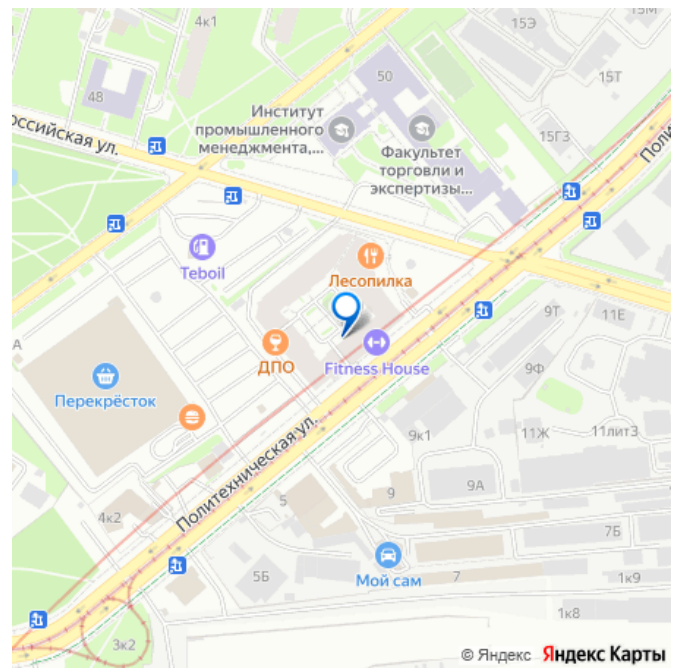 15М
4к1
15Э
50
15Т
48
Институт
промышленного
менеджмента,...
15Г3
оссийская ул.
Факультет
торговли и
экспертизы...
Поли
Teboil
Лесопилка
9Т
11Е
А
ДПО
Fitness House
9Ф
Перекрёсток
Политехническая ул.
9к1
11Ж
11лит3
4к2
5
9
9А
7Б
Мой сам
5Б
7
1к9
1к8
3к2
© Яндекс Яндекс Карты